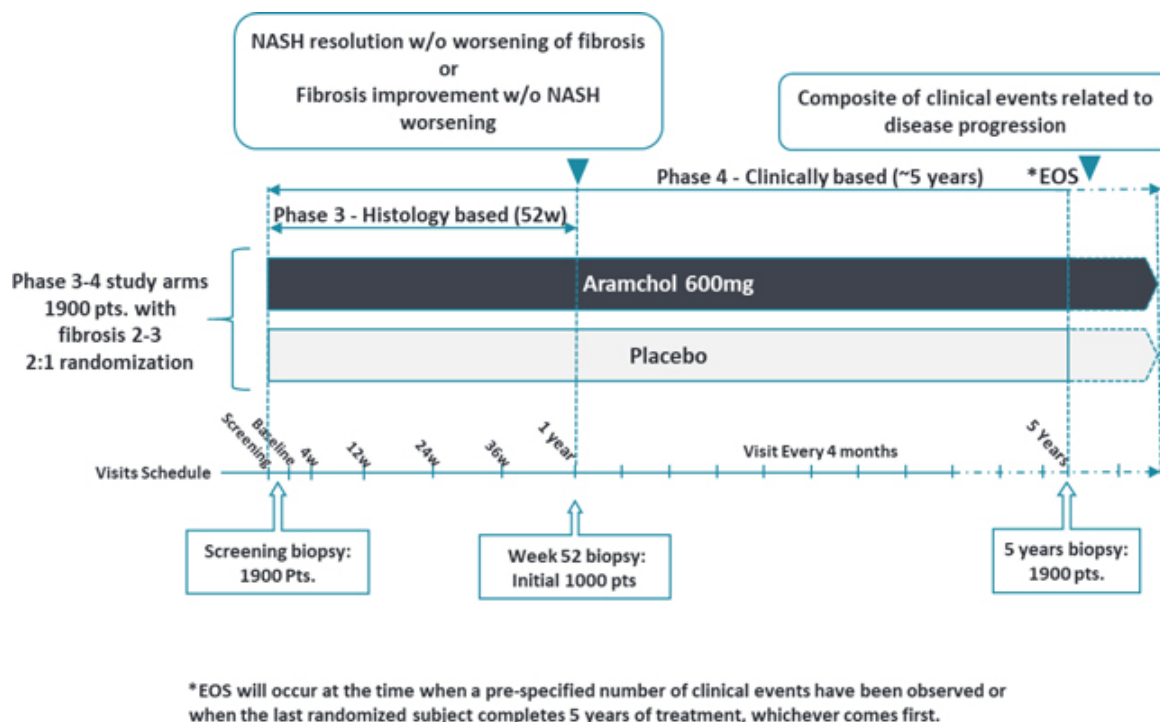 NASH resolution w/o worsening of fibrosis
or
Fibrosis improvement w/o NASH
worsening
Composite of clinical events related to
disease progression
Phase 4 - Clinically based (~5 years)
*EOS
Phase 3 - Histology based (52w)
Phase 3-4 study arms
1900 pts. with
fibrosis 2-3
2:1 randomization
Aramchol 600mg
Placebo
Visits Schedule
Screening
Baseline
4w
12w
24w
36w
1 year
Visit Every 4 months
5 Years
Screening biopsy:
1900 Pts.
Week 52 biopsy:
Initial 1000 pts
5 years biopsy:
1900 pts.
*EOS will occur at the time when a pre-specified number of clinical events have been observed or
when the last randomized subject completes 5 years of treatment, whichever comes first.